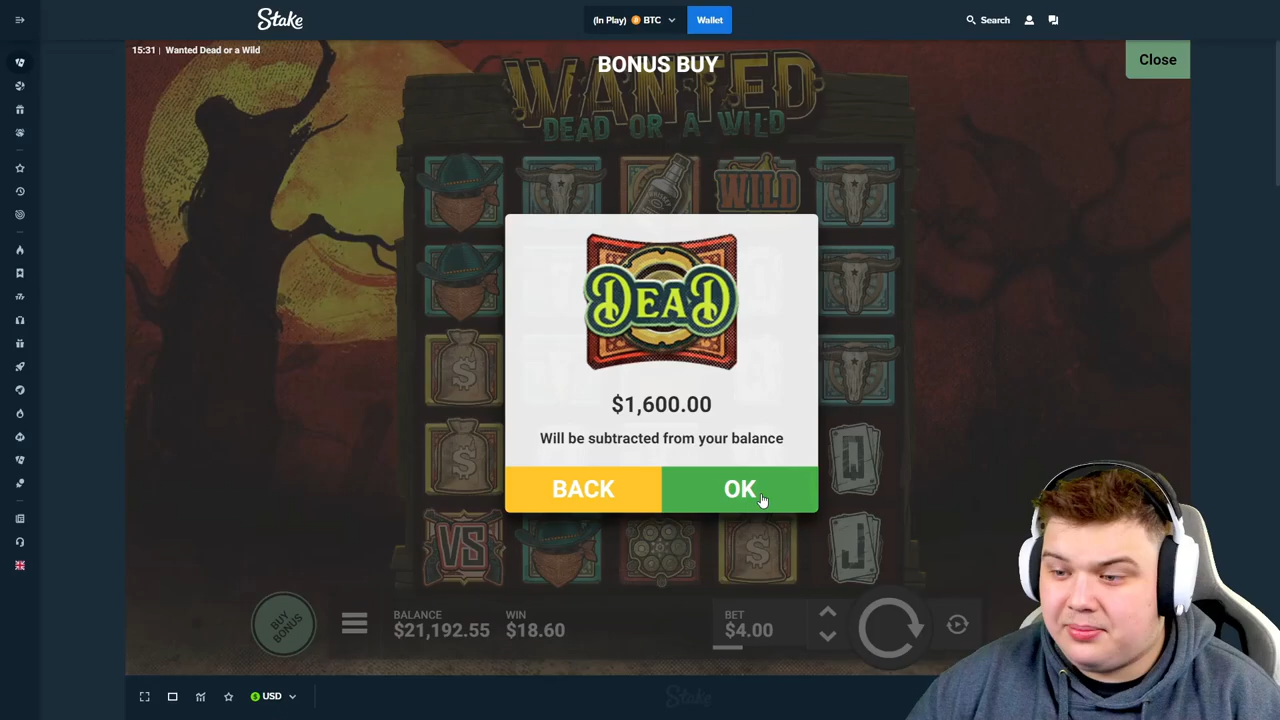 Stake
(In Play) BTC
Wallet
Search
15:31 | Wanted Dead or a Wild
BONUS BUY
Close
WANTED
DEAD OR A WILD
WILD
DEAD
$1,600.00
Will be subtracted from your balance
BACK
OK
$
$
$
Q
VS
J
BUY BONUS
BALANCE
$21,192.55
WIN
$18.60
BET
$4.00
USD
Stake